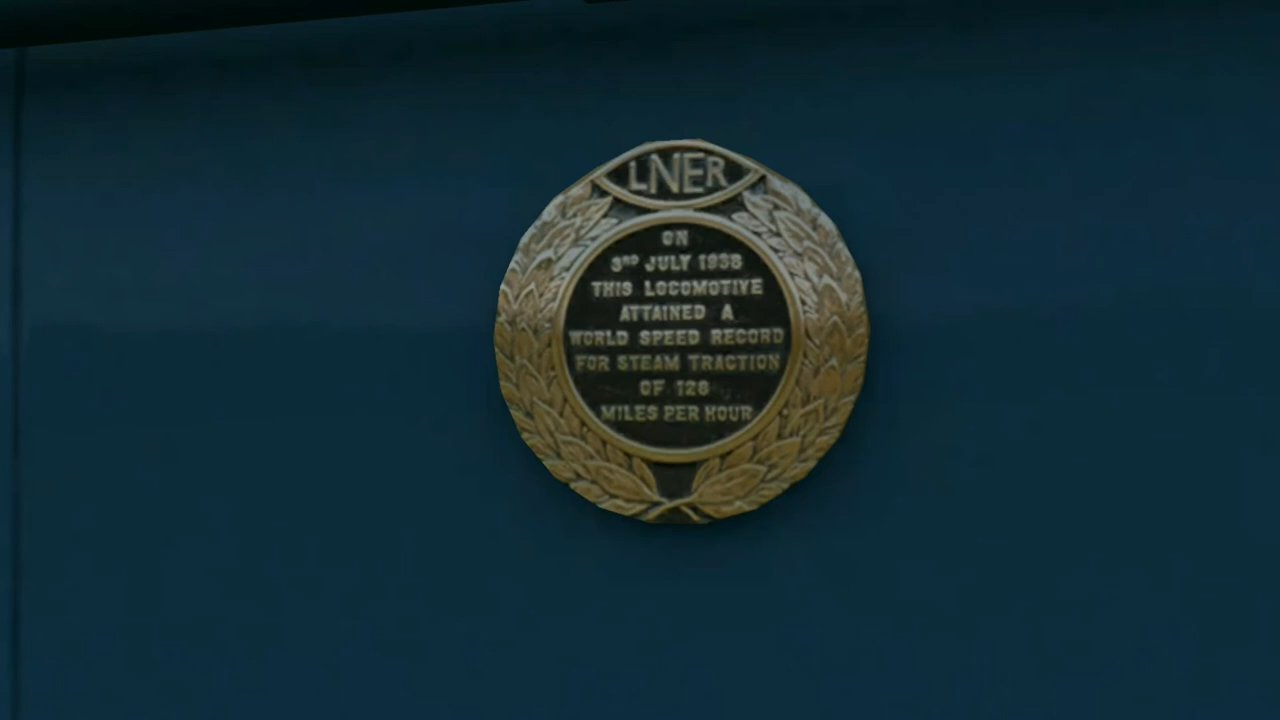 LNER
ON
3RD JULY 1938
THIS LOCOMOTIVE
ATTAINED A
WORLD SPEED RECORD
FOR STEAM TRACTION
OF 126
MILES PER HOUR